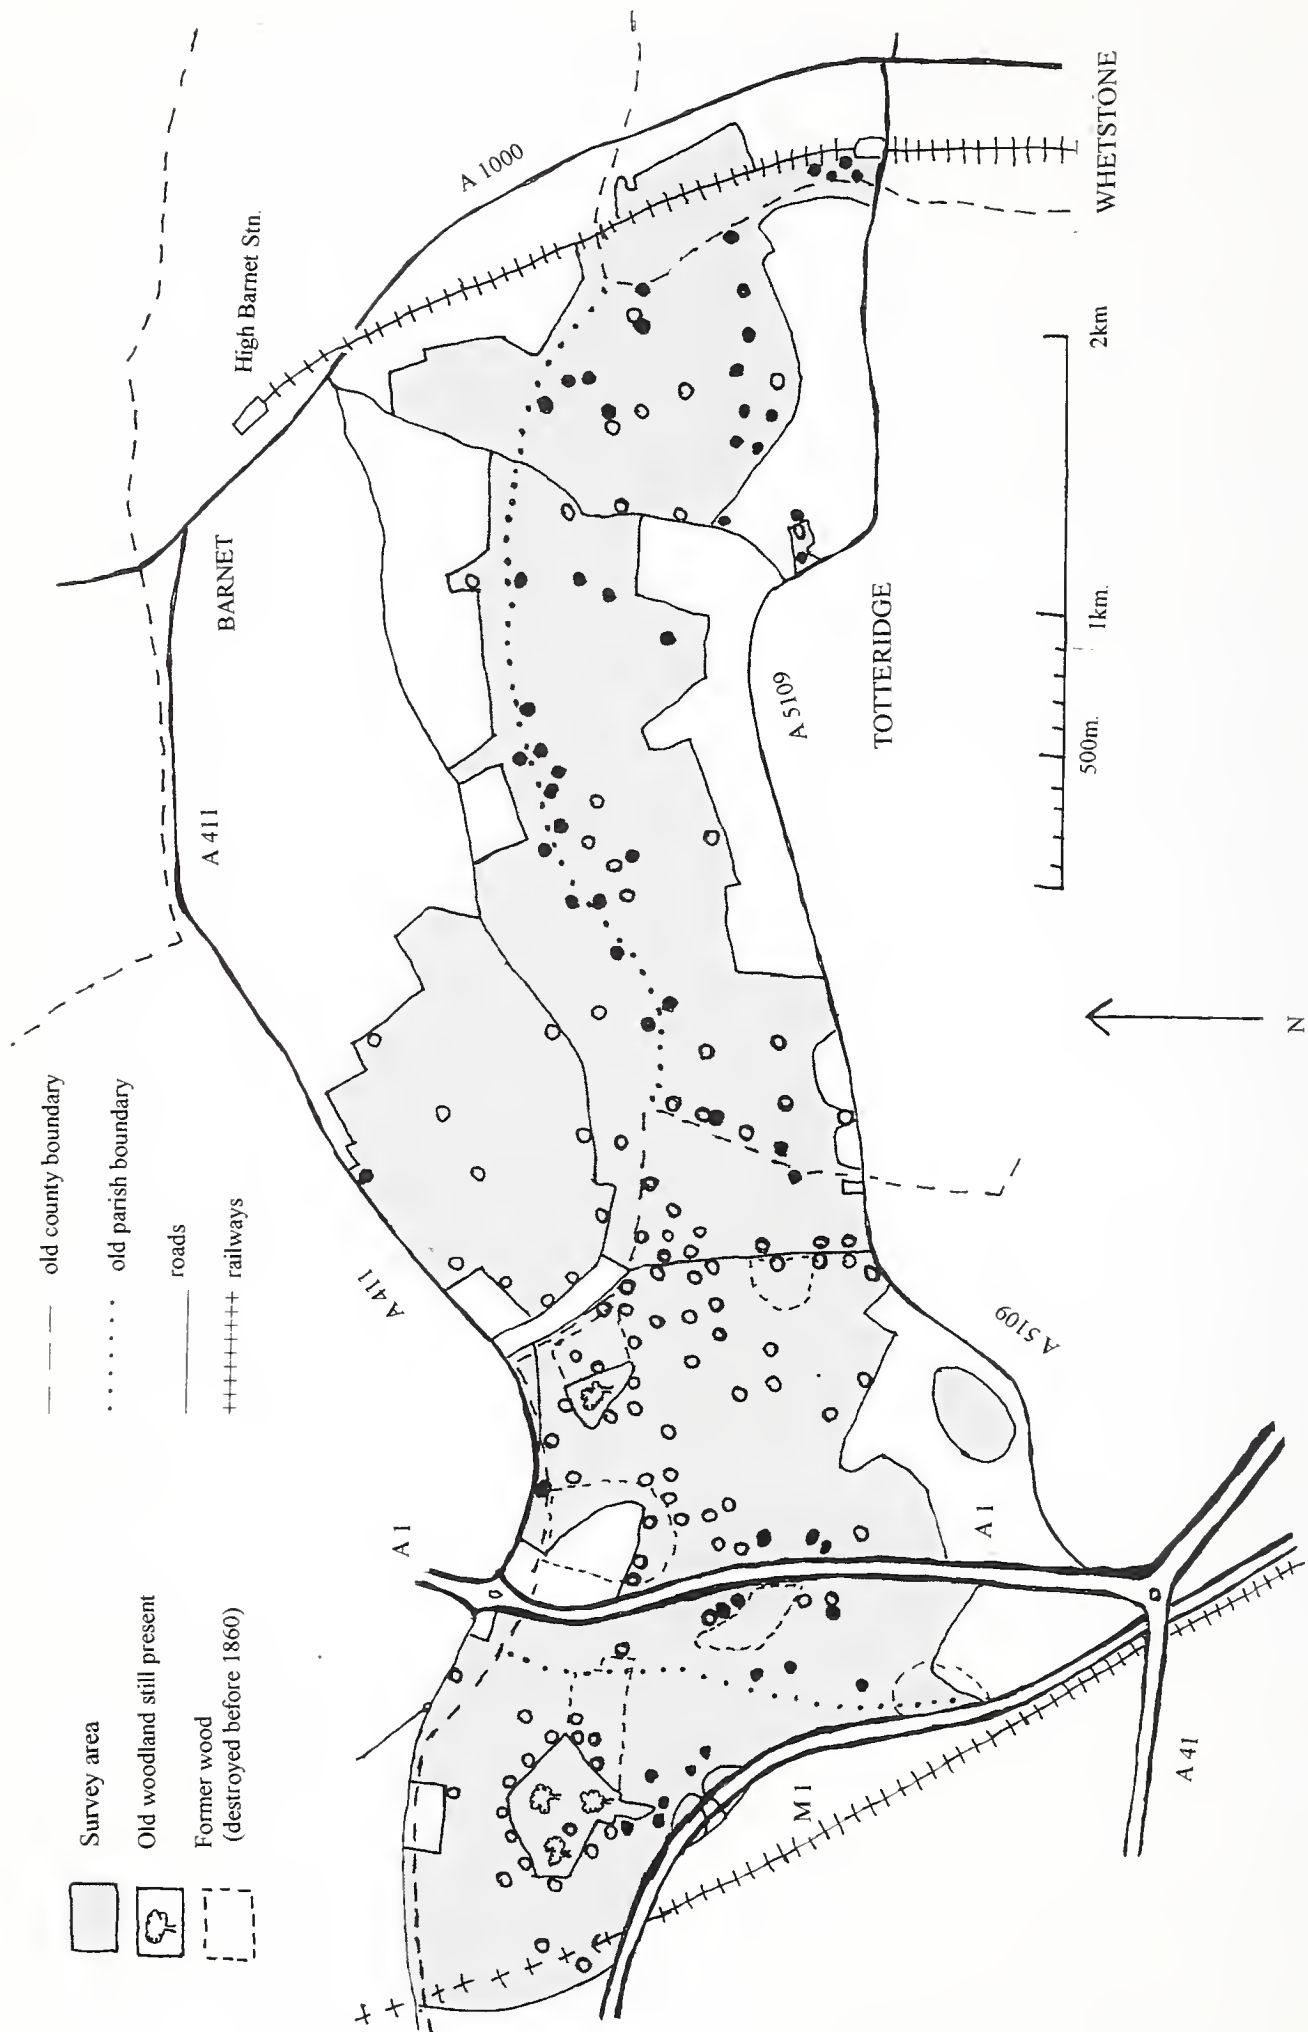 Survey area
Old woodland still present
Former wood
(destroyed before 1860)
old county boundary
old parish boundary
roads
railways
A 411
A 411
BARNET
High Barnet Stn.
A 1000
WHETSTONE
TOTTERIDGE
A 5109
A 5109
A 1
A 1
M 1
A 41
500m.
1km.
2km
N